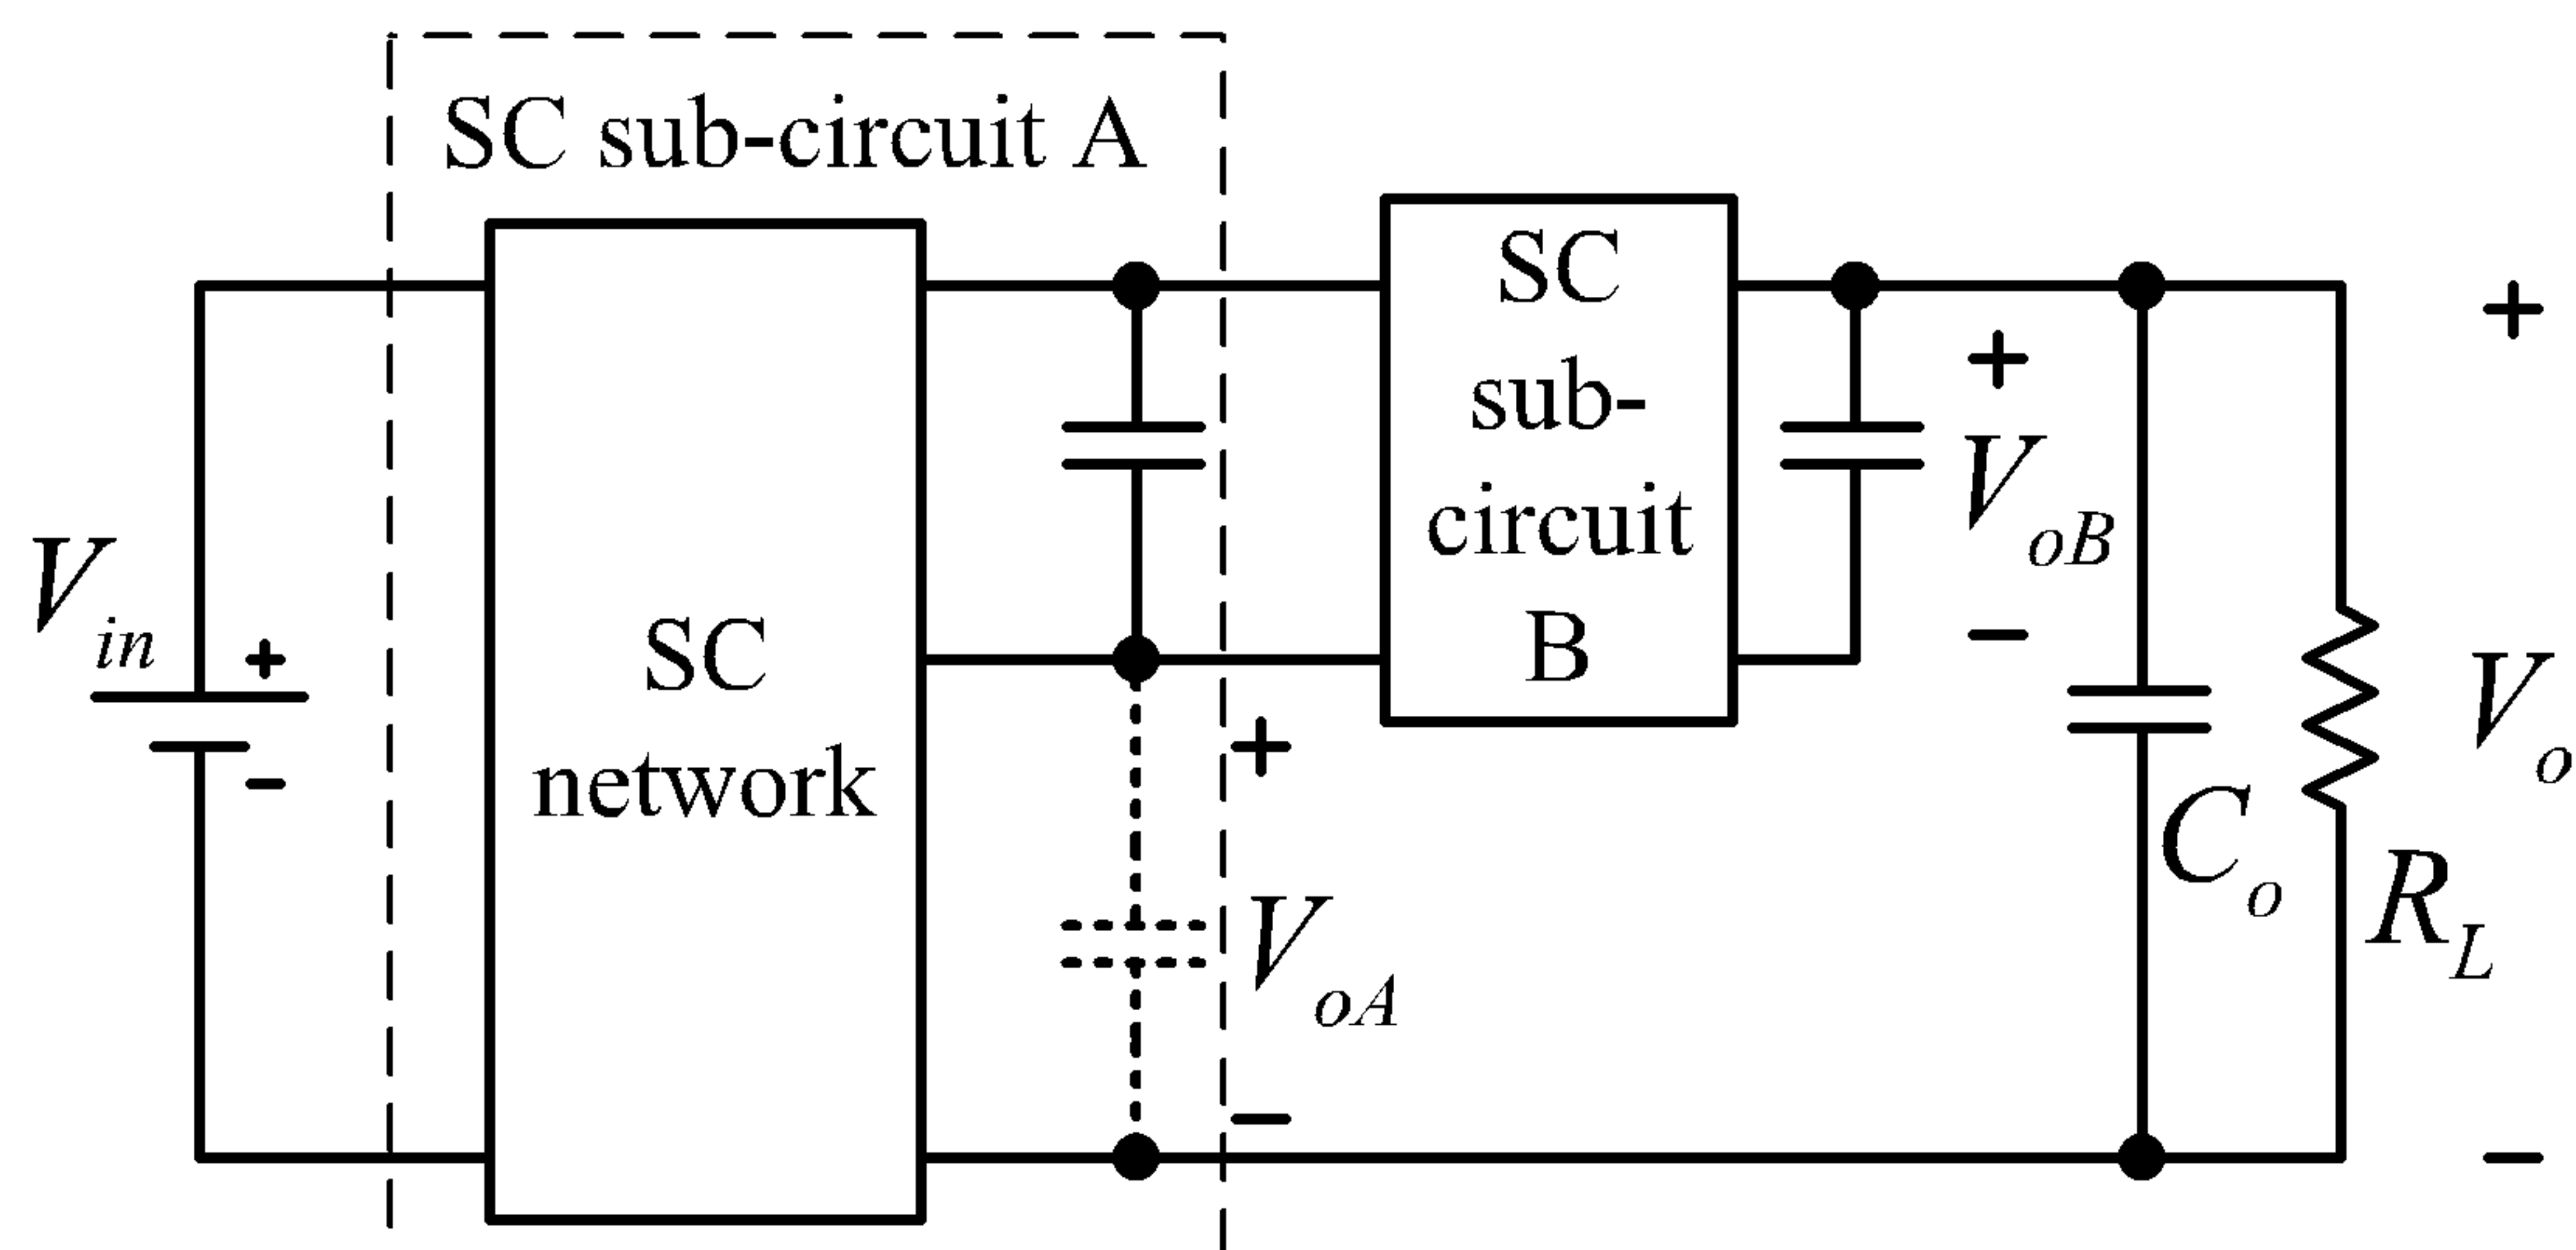 SC sub-circuit A
SC
sub-
circuit
B
+
V_oB
−
+
V_o
−
V_in
+
−
SC
network
+
V_oA
−
C_o
R_L